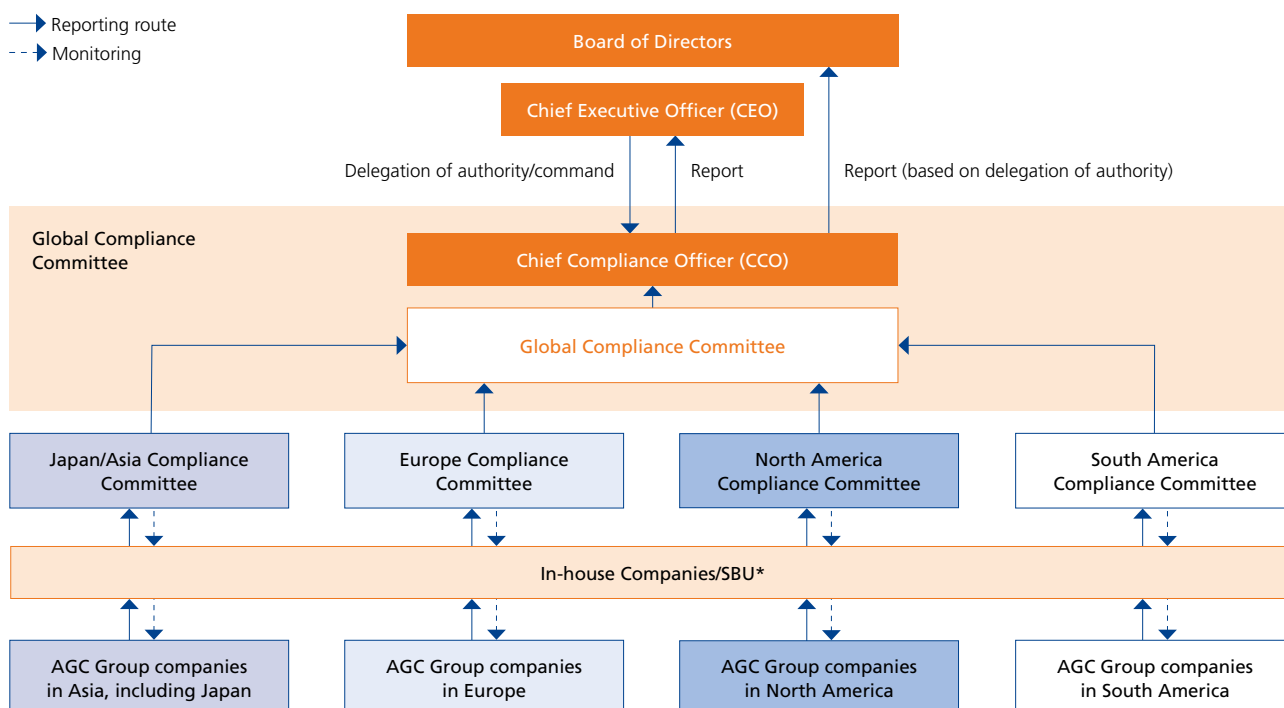 Reporting route
Monitoring
Board of Directors
Chief Executive Officer (CEO)
Delegation of authority/command
Report
Report (based on delegation of authority)
Global Compliance
Committee
Chief Compliance Officer (CCO)
Global Compliance Committee
Japan/Asia Compliance
Committee
Europe Compliance
Committee
North America
Compliance Committee
South America
Compliance Committee
In-house Companies/SBU*
AGC Group companies
in Asia, including Japan
AGC Group companies
in Europe
AGC Group companies
in North America
AGC Group companies
in South America